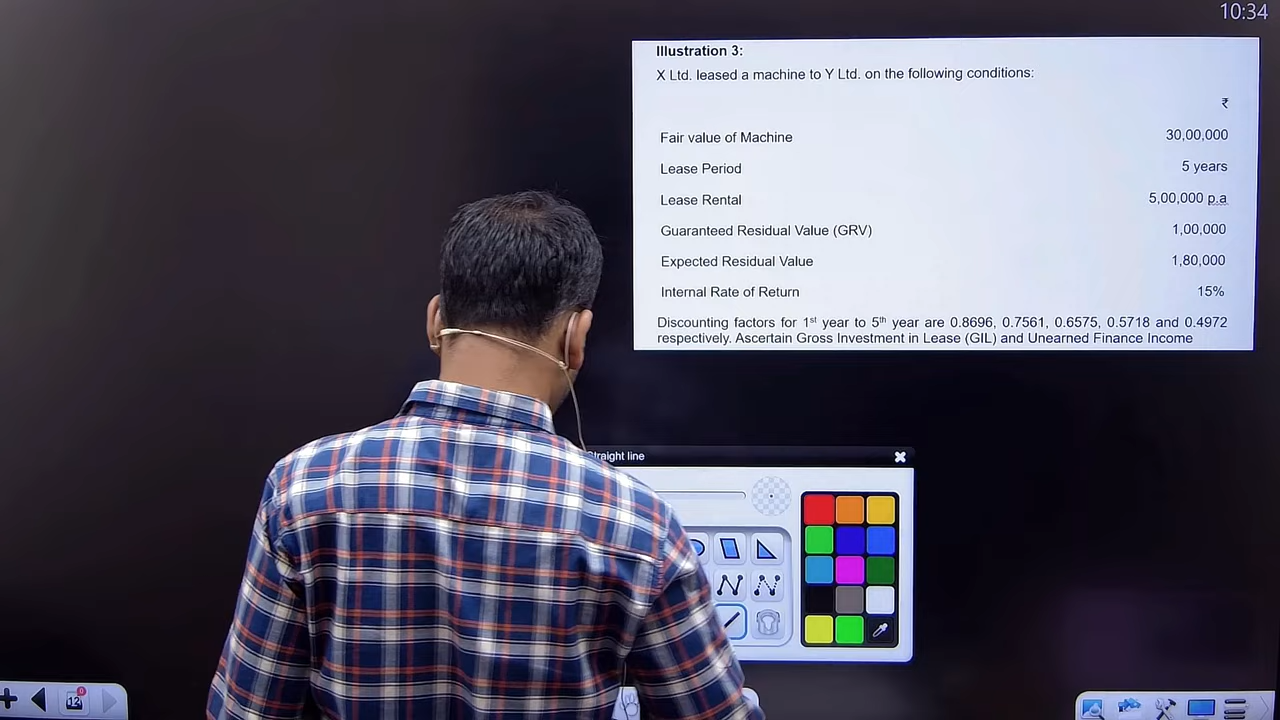 10:34
Illustration 3:
X Ltd. leased a machine to Y Ltd. on the following conditions:
₹
Fair value of Machine 30,00,000
Lease Period 5 years
Lease Rental 5,00,000 p.a
Guaranteed Residual Value (GRV) 1,00,000
Expected Residual Value 1,80,000
Internal Rate of Return 15%
Discounting factors for 1st year to 5th year are 0.8696, 0.7561, 0.6575, 0.5718 and 0.4972
respectively. Ascertain Gross Investment in Lease (GIL) and Unearned Finance Income
Straight line
12